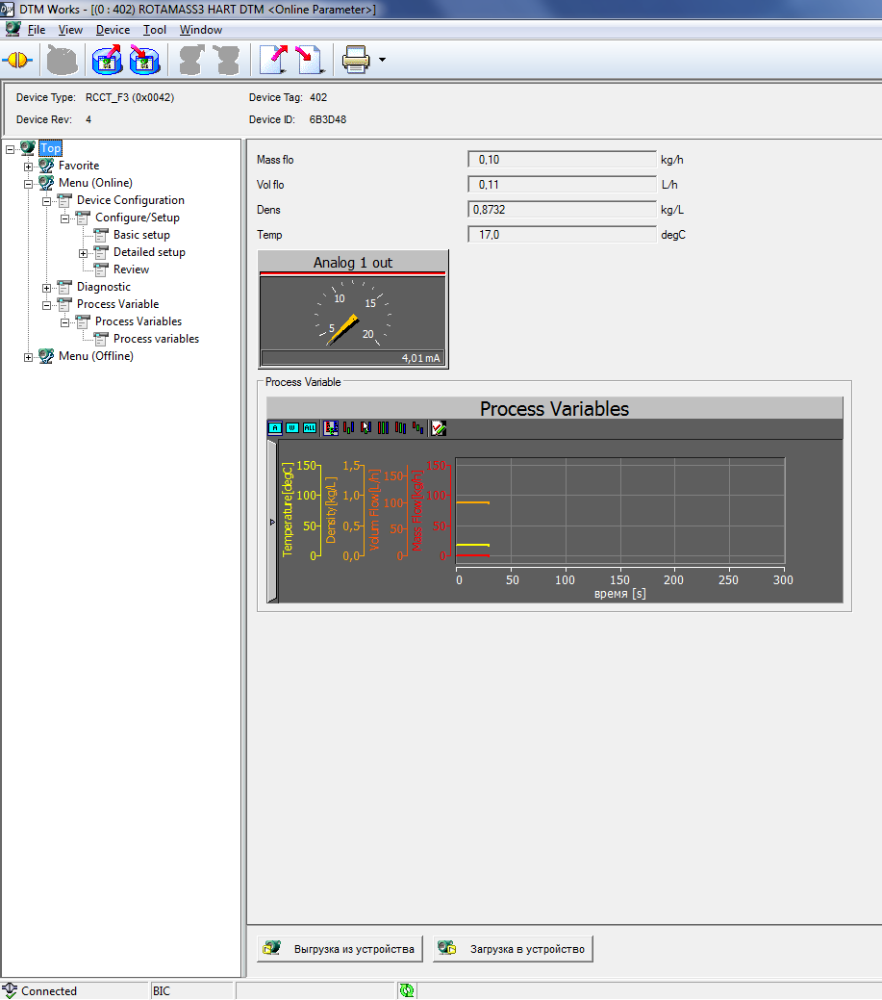 DTM Works - [(0 : 402) ROTAMASS3 HART DTM <Online Parameter>]
File View Device Tool Window
Device Type: RCCT_F3 (0x0042) Device Tag: 402
Device Rev: 4 Device ID: 6B3D48
Top
Favorite
Menu (Online)
Device Configuration
Configure/Setup
Basic setup
Detailed setup
Review
Diagnostic
Process Variable
Process Variables
Process variables
Menu (Offline)
Mass flo 0,10 kg/h
Vol flo 0,11 L/h
Dens 0,8732 kg/L
Temp 17,0 degC
Analog 1 out
10 15
5 20
4,01 mA
Process Variable
Process Variables
A W ALL
Temperature[degC]
150
100
50
0
Density[kg/L]
1,5
1,0
0,5
0,0
Volum Flow[L/h]
150
100
50
0
Mass Flow[kg/h]
150
100
50
0
0 50 100 150 200 250 300
время [s]
Выгрузка из устройства Загрузка в устройство
Connected BIC